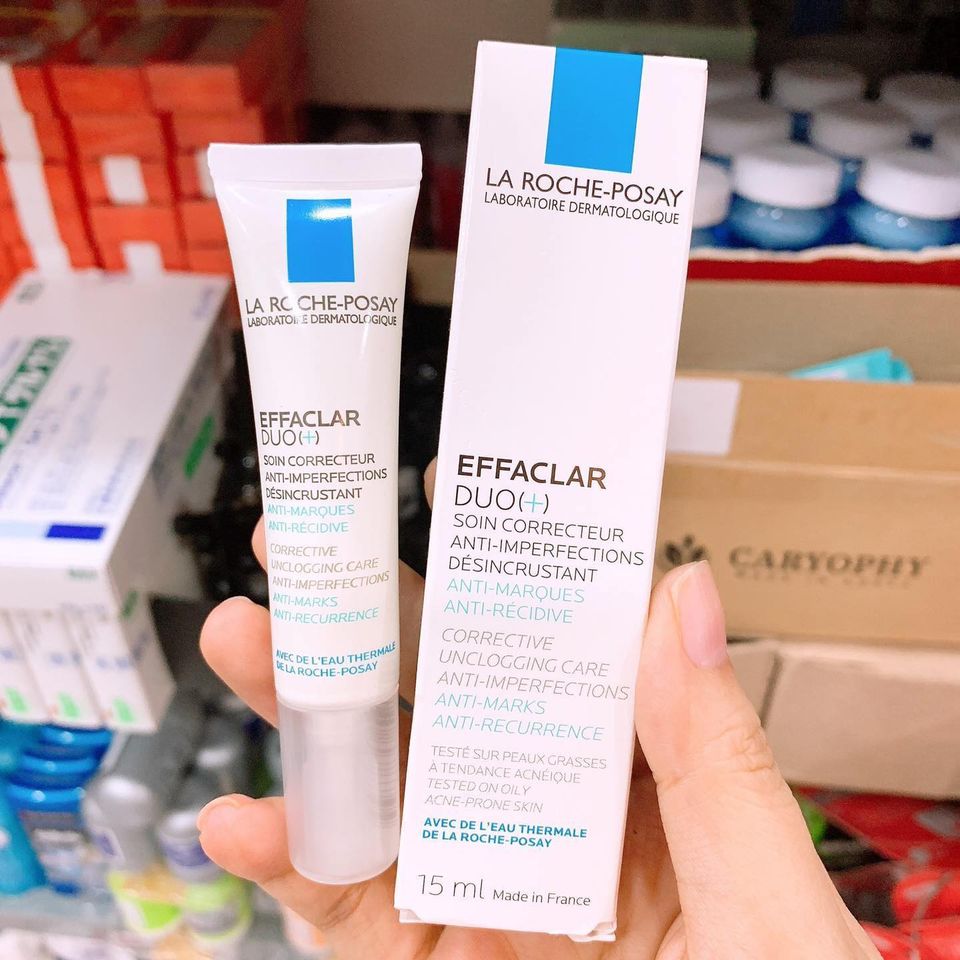 LA ROCHE-POSAY
LABORATOIRE DERMATOLOGIQUE
EFFACLAR
DUO(+)
SOIN CORRECTEUR
ANTI-IMPERFECTIONS
DÉSINCRUSTANT
ANTI-MARQUES
ANTI-RÉCIDIVE
CORRECTIVE
UNCLOGGING CARE
ANTI-IMPERFECTIONS
ANTI-MARKS
ANTI-RECURRENCE
AVEC DE L'EAU THERMALE
DE LA ROCHE-POSAY
LA ROCHE-POSAY
LABORATOIRE DERMATOLOGIQUE
EFFACLAR
DUO(+)
SOIN CORRECTEUR
ANTI-IMPERFECTIONS
DÉSINCRUSTANT
ANTI-MARQUES
ANTI-RÉCIDIVE
CORRECTIVE
UNCLOGGING CARE
ANTI-IMPERFECTIONS
ANTI-MARKS
ANTI-RECURRENCE
TESTÉ SUR PEAUX GRASSES
À TENDANCE ACNÉIQUE
TESTED ON OILY
ACNE-PRONE SKIN
AVEC DE L'EAU THERMALE
DE LA ROCHE-POSAY
15 ml Made in France
CARYOPHY